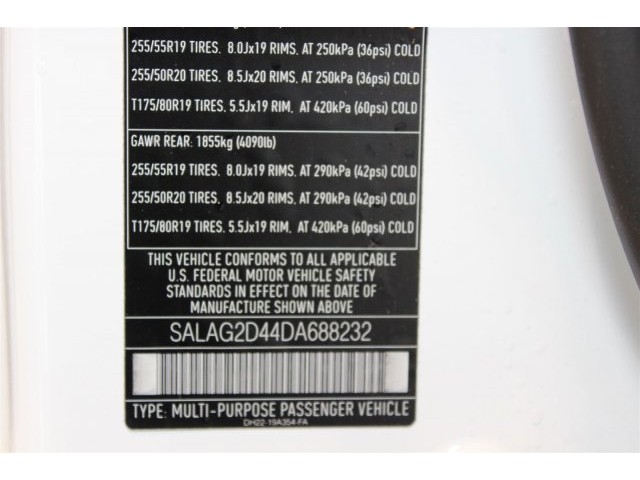 255/55R19 TIRES. 8.0Jx19 RIMS. AT 250kPa (36psi) COLD
255/50R20 TIRES. 8.5Jx20 RIMS. AT 250kPa (36psi) COLD
T175/80R19 TIRES. 5.5Jx19 RIM. AT 420kPa (60psi) COLD
GAWR REAR: 1855kg (4090lb)
255/55R19 TIRES. 8.0Jx19 RIMS. AT 290kPa (42psi) COLD
255/50R20 TIRES. 8.5Jx20 RIMS. AT 290kPa (42psi) COLD
T175/80R19 TIRES. 5.5Jx19 RIM. AT 420kPa (60psi) COLD
THIS VEHICLE CONFORMS TO ALL APPLICABLE
U.S. FEDERAL MOTOR VEHICLE SAFETY
STANDARDS IN EFFECT ON THE DATE OF
MANUFACTURE SHOWN ABOVE
SALAG2D44DA688232
TYPE: MULTI-PURPOSE PASSENGER VEHICLE
DH22-19A354-FA